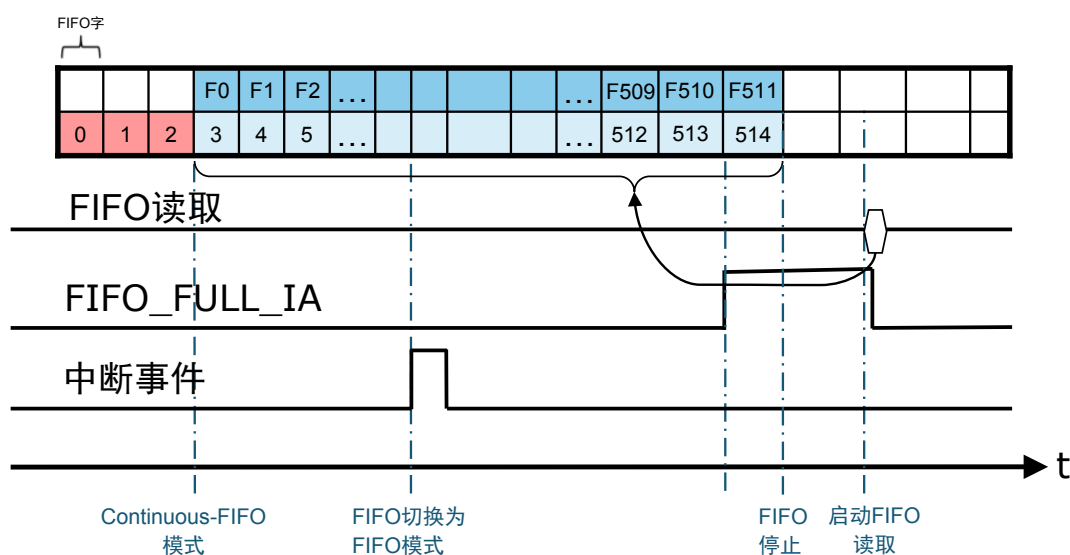 FIFO字
F0 F1 F2 ... ... F509 F510 F511
0 1 2 3 4 5 ... ... 512 513 514
FIFO读取
FIFO_FULL_IA
中断事件
t
Continuous-FIFO
模式
FIFO切换为
FIFO模式
FIFO
停止
启动FIFO
读取